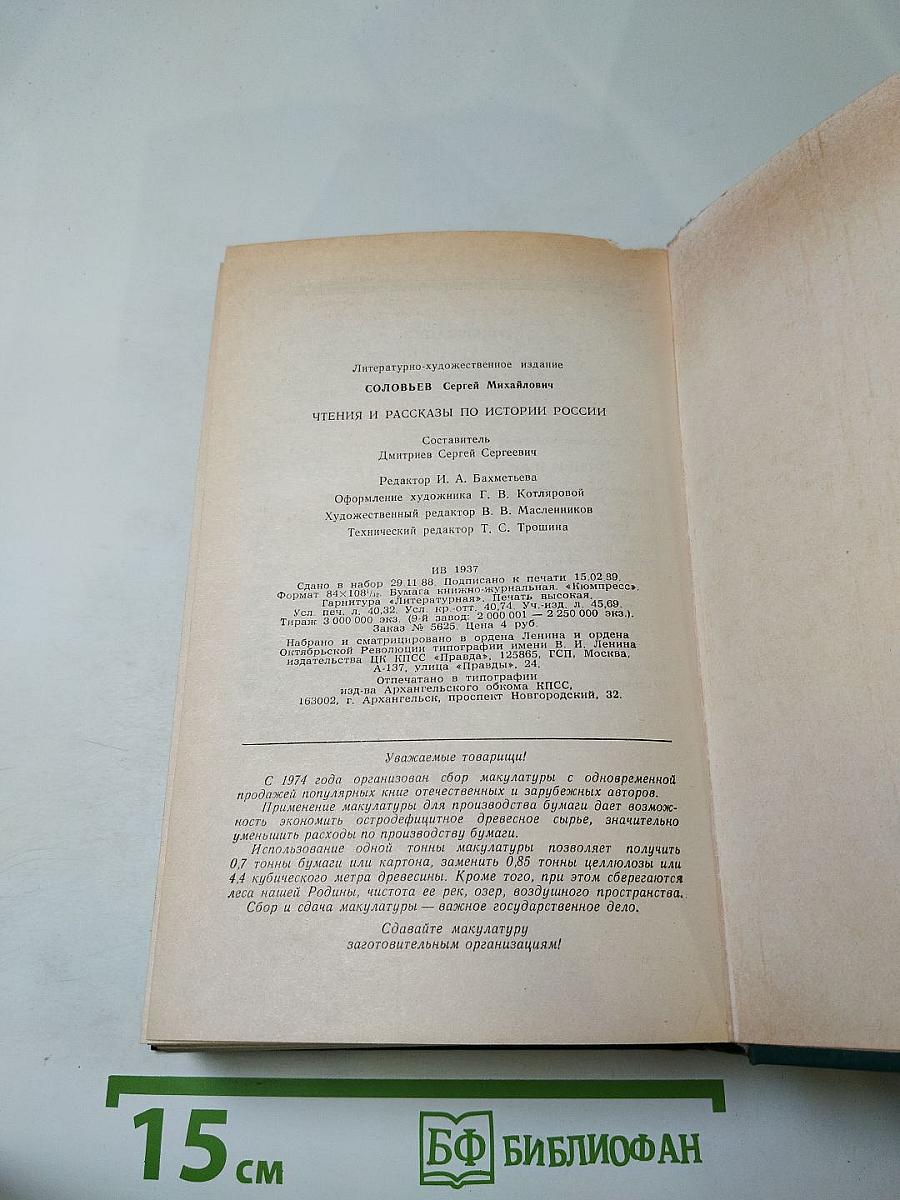 Литературно-художественное издание
СОЛОВЬЕВ Сергей Михайлович
ЧТЕНИЯ И РАССКАЗЫ ПО ИСТОРИИ РОССИИ
Составитель
Дмитриев Сергей Сергеевич
Редактор И. А. Бахметьева
Оформление художника Г. В. Котляровой
Художественный редактор В. В. Масленников
Технический редактор Т. С. Трошина
ИБ 1937
Сдано в набор 29.11.88. Подписано к печати 15.02.89.
Формат 84×108¹/₃₂. Бумага книжно-журнальная. «Кюмпресс».
Гарнитура «Литературная». Печать высокая.
Усл. печ. л. 40,32. Усл. кр.-отт. 40,74. Уч.-изд. л. 45,69.
Тираж 3 000 000 экз. (9-й завод: 2 000 001 — 2 250 000 экз.).
Заказ № 5625. Цена 4 руб.
Набрано и сматрицировано в ордена Ленина и ордена
Октябрьской Революции типографии имени В. И. Ленина
издательства ЦК КПСС «Правда», 125865, ГСП, Москва,
А-137, улица «Правды», 24.
Отпечатано в типографии
изд-ва Архангельского обкома КПСС,
163002, г. Архангельск, проспект Новгородский, 32.
Уважаемые товарищи!
С 1974 года организован сбор макулатуры с одновременной
продажей популярных книг отечественных и зарубежных авторов.
Применение макулатуры для производства бумаги дает возмож-
ность экономить остродефицитное древесное сырье, значительно
уменьшить расходы по производству бумаги.
Использование одной тонны макулатуры позволяет получить
0,7 тонны бумаги или картона, заменить 0,85 тонны целлюлозы или
4,4 кубического метра древесины. Кроме того, при этом сберегаются
леса нашей Родины, чистота ее рек, озер, воздушного пространства.
Сбор и сдача макулатуры — важное государственное дело.
Сдавайте макулатуру
заготовительным организациям!
15 см
БФ БИБЛИОФАН